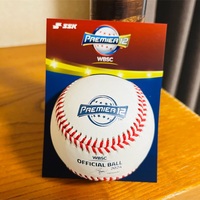 SSK
PREMIER12
WBSC
PREMIER12
WBSC
OFFICIAL BALL